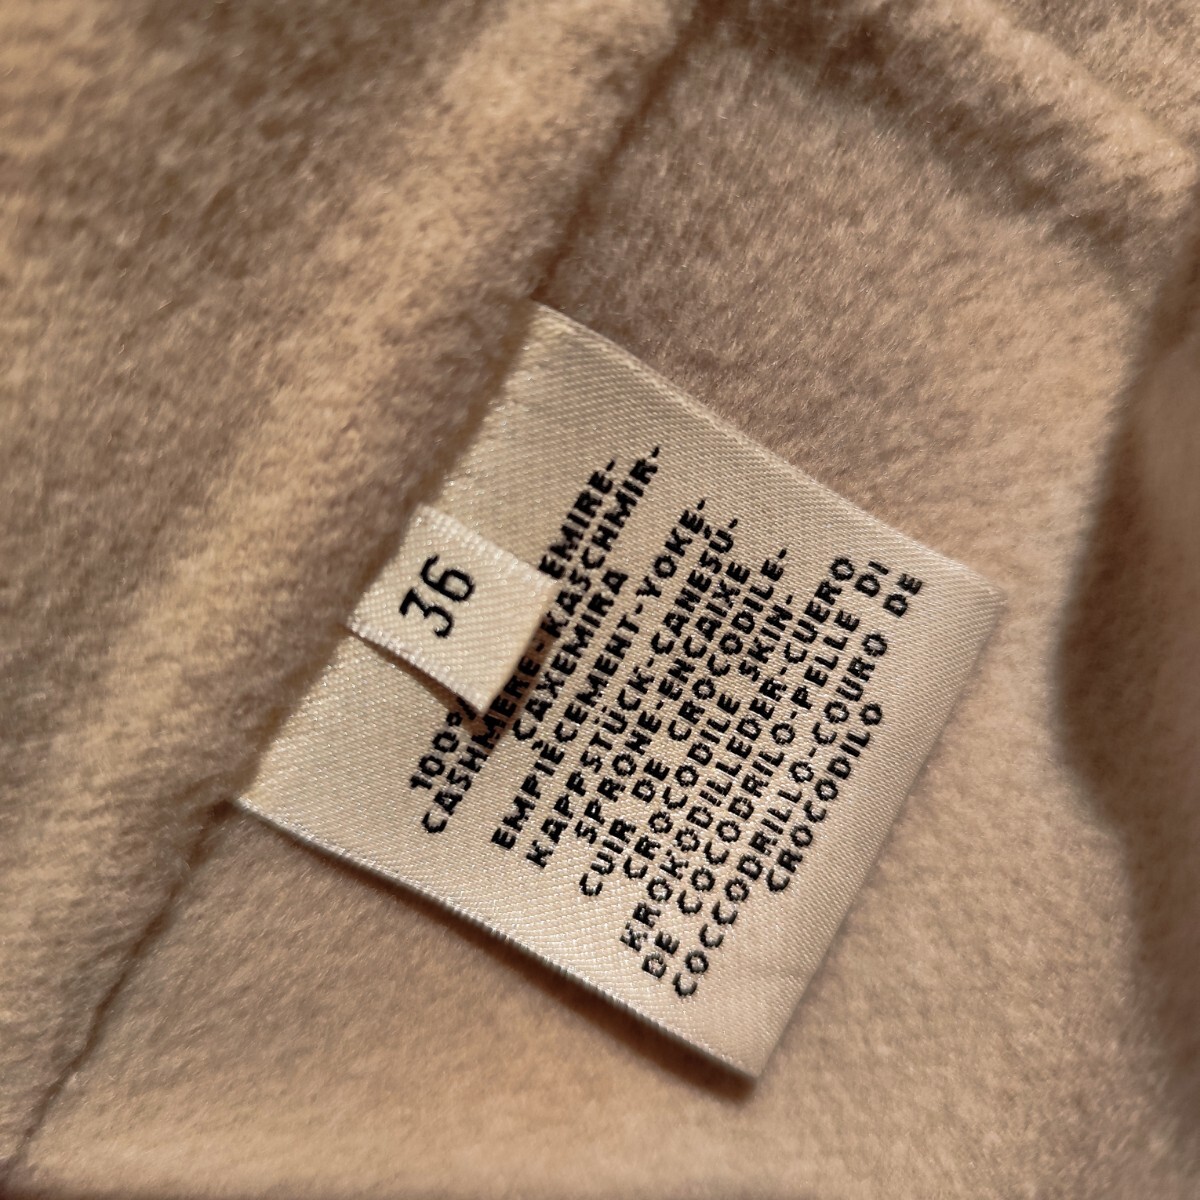 36
100%
EMIRE-
CASHMERE-KASCHMIR-
CAXEMIRA
EMPIÈCEMENT-YOKE-
KAPPSTÜCK-CANESÚ-
SPRONE-ENCAIXE
CUIR DE CROCODILE-
CROCODILE SKIN-
KROKODILLEDER-CUERO
DE COCODRILO-PELLE DI
COCCODRILLO-COURO DE
CROCODILO